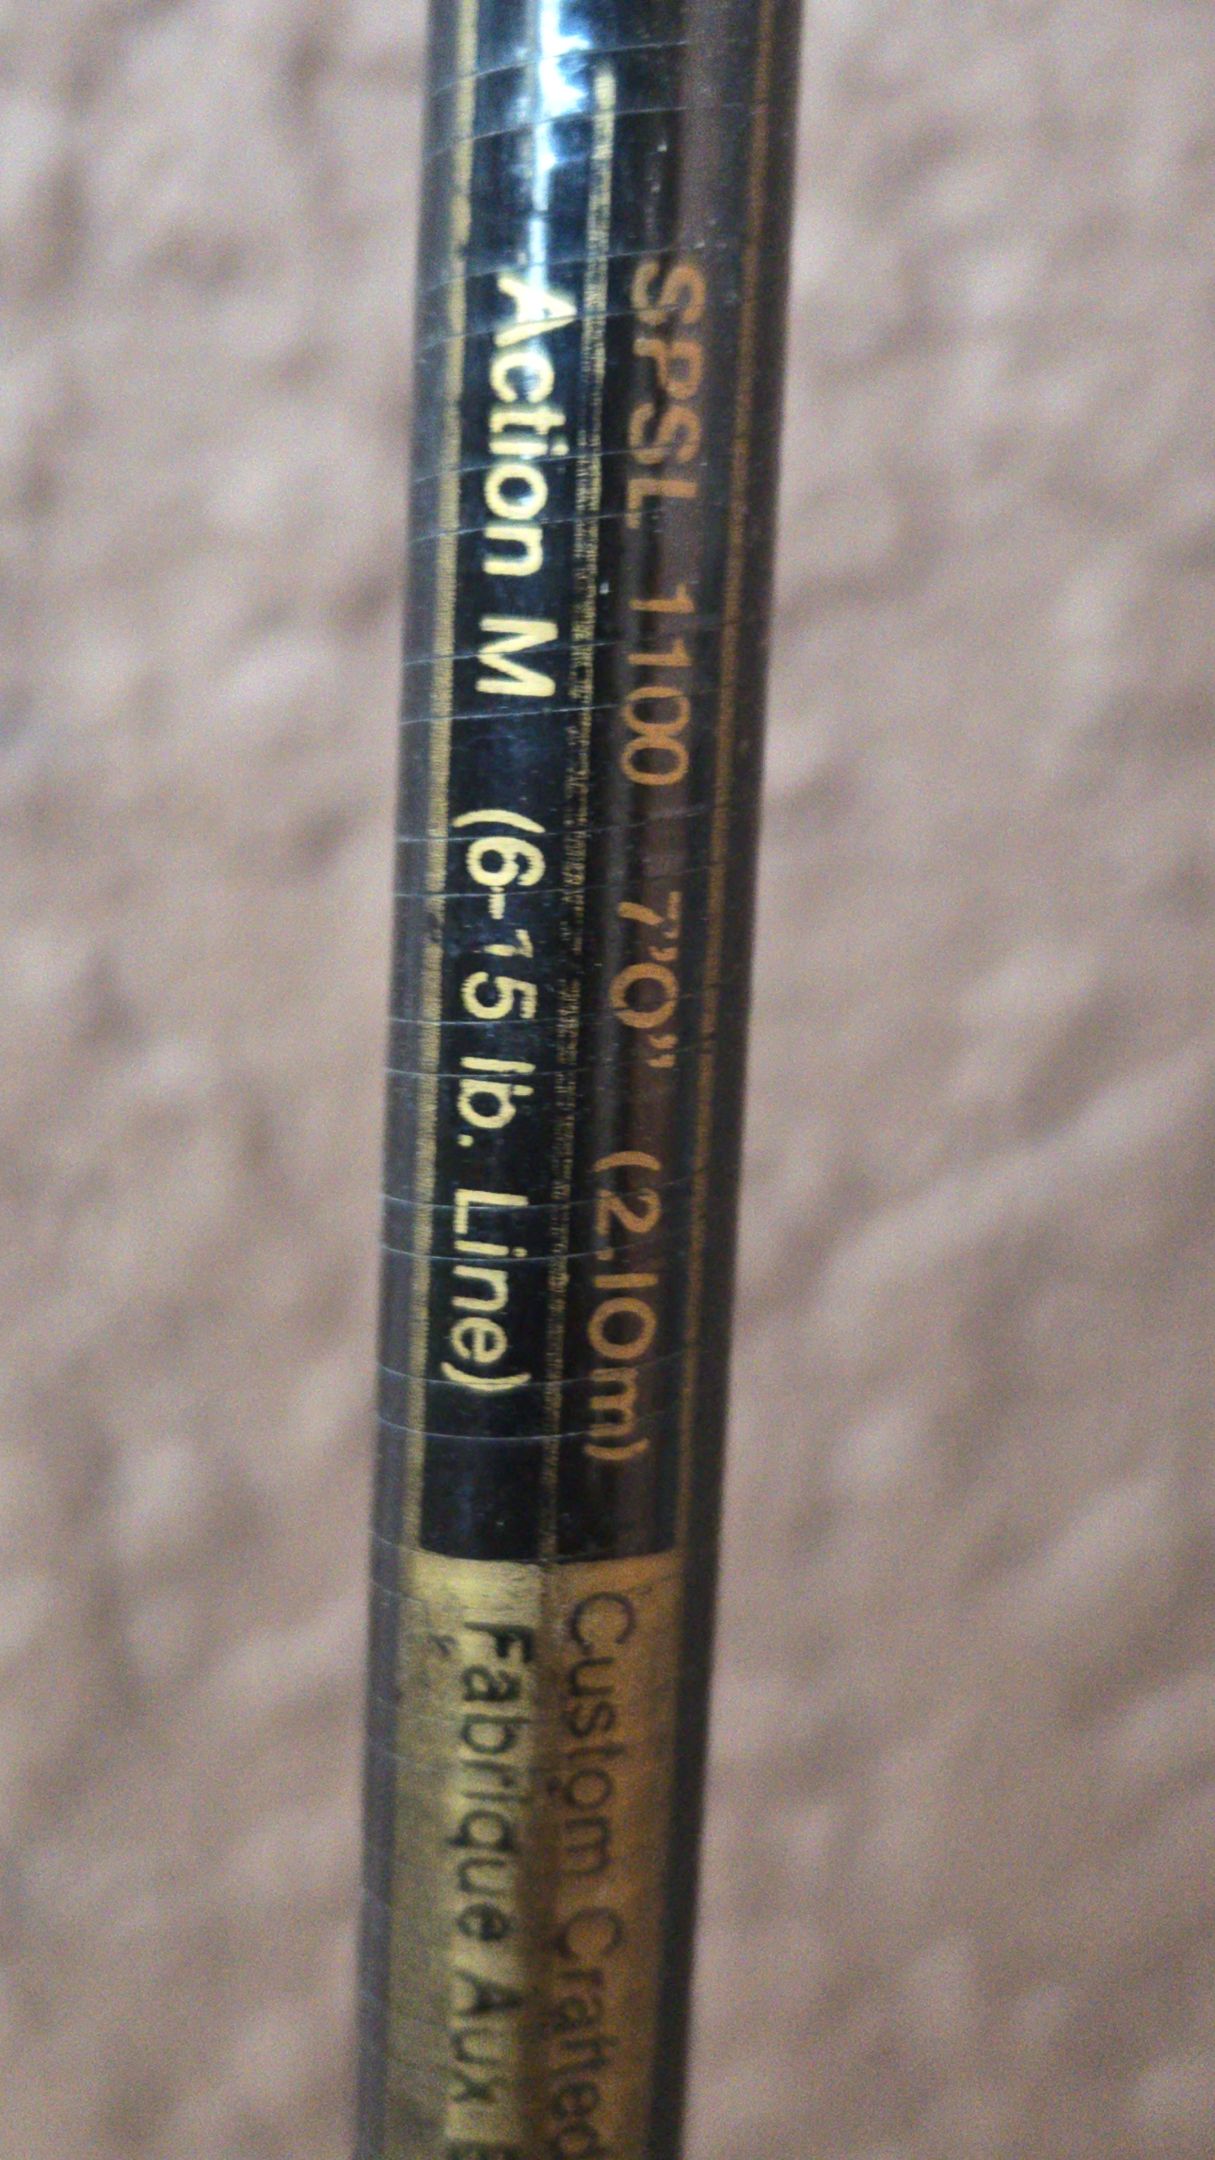 SPSL 1100 7'0" (2.10m)
Action M (6-15 lb. Line)
Custom Crafted
Fabrique Aux